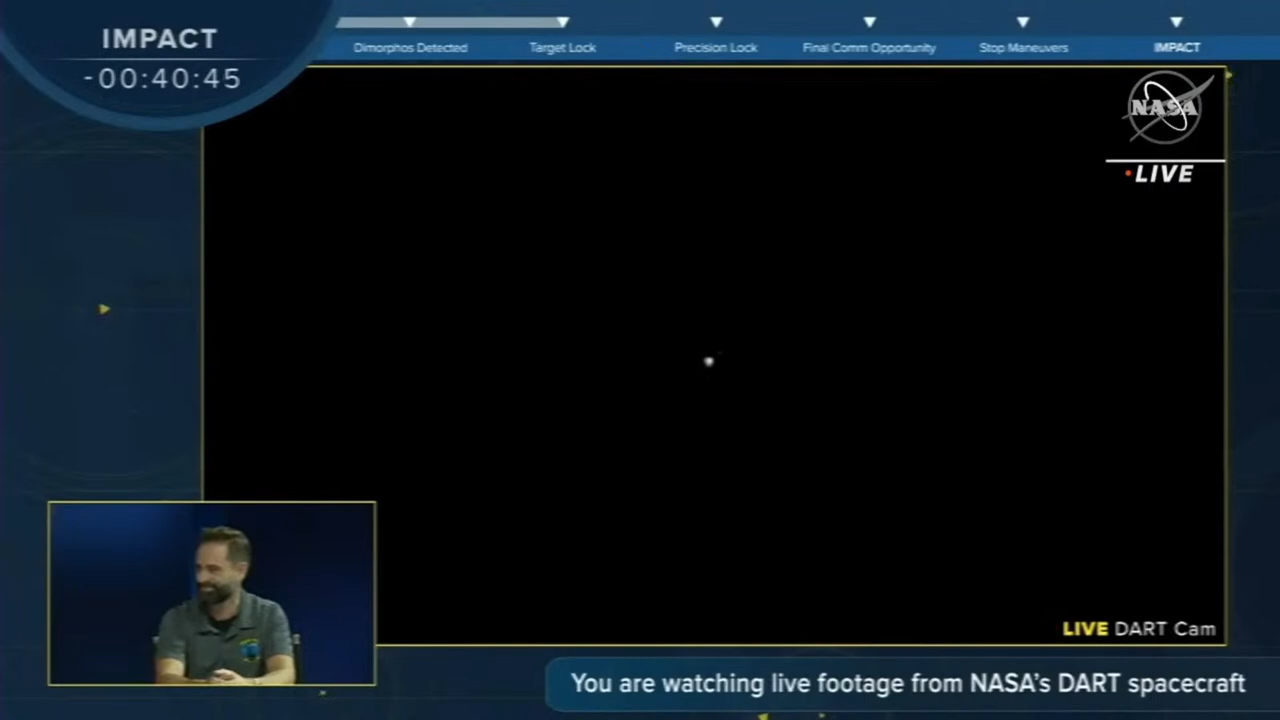 IMPACT
-00:40:45
Dimorphos Detected
Target Lock
Precision Lock
Final Comm Opportunity
Stop Maneuvers
IMPACT
NASA
LIVE
LIVE DART Cam
You are watching live footage from NASA's DART spacecraft